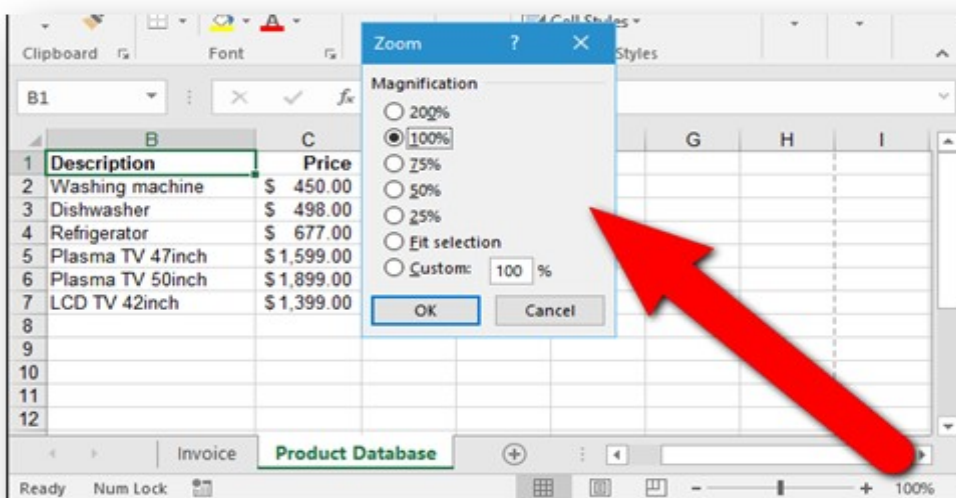 Cell Styles
Clipboard Font Styles
Zoom ? ×
B1 fx
Magnification
200%
100%
75%
50%
25%
Fit selection
Custom: 100 %
OK Cancel
B C G H I
1 Description Price
2 Washing machine $ 450.00
3 Dishwasher $ 498.00
4 Refrigerator $ 677.00
5 Plasma TV 47inch $1,599.00
6 Plasma TV 50inch $1,899.00
7 LCD TV 42inch $1,399.00
8
9
10
11
12
Invoice Product Database
Ready Num Lock - + 100%